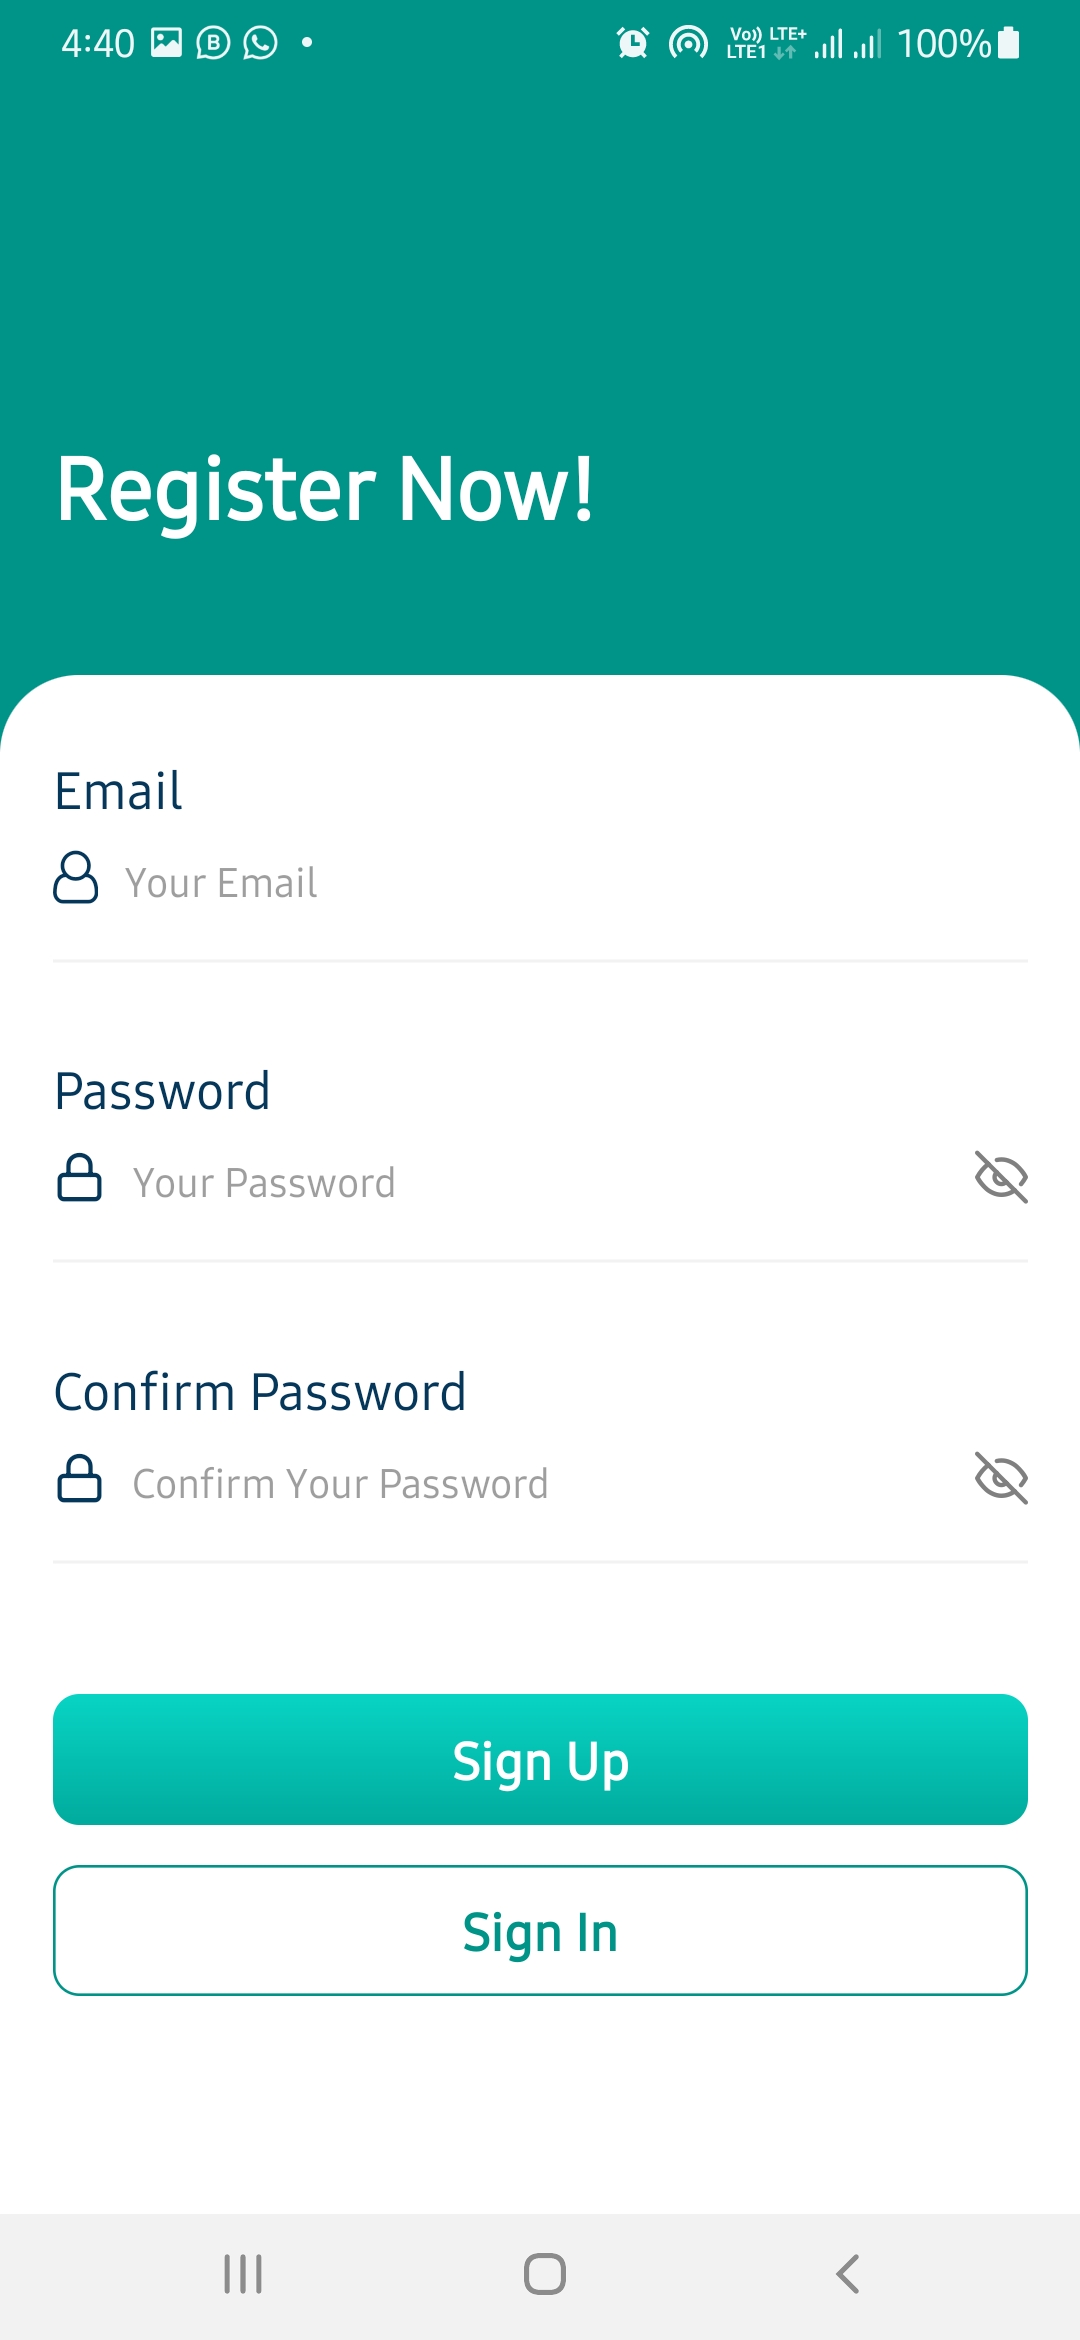 4:40
Vo)) LTE+
LTE1
100%
Register Now!
Email
Your Email
Password
Your Password
Confirm Password
Confirm Your Password
Sign Up
Sign In